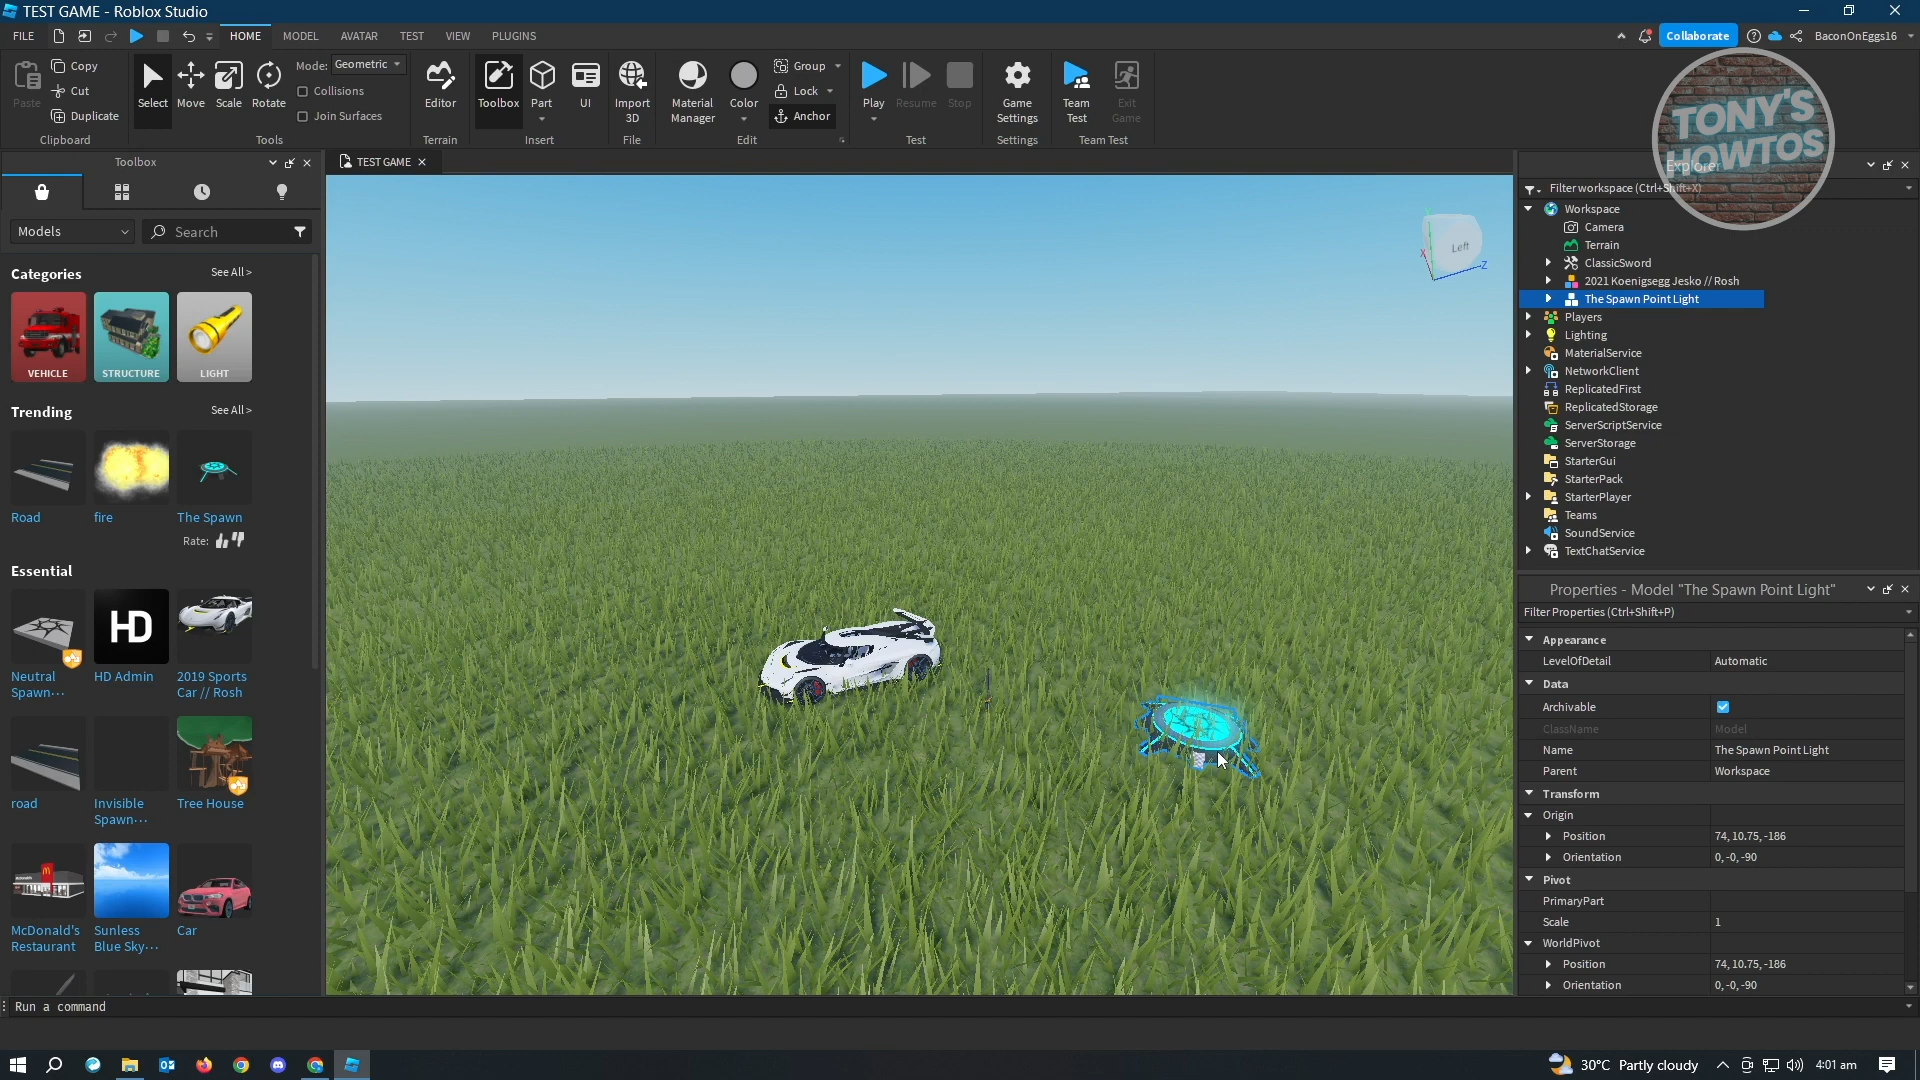 TEST GAME - Roblox Studio
FILE HOME MODEL AVATAR TEST VIEW PLUGINS Collaborate BaconOnEggs16
Paste Copy Cut Duplicate Clipboard
Select Move Scale Rotate Mode: Geometric Collisions Join Surfaces Tools
Editor Terrain
Toolbox Part UI Insert
Import 3D File
Material Manager Color Group Lock Anchor Edit
Play Resume Stop Test
Game Settings Settings
Team Test Exit Game Team Test
TONY'S HOWTOS
Toolbox
TEST GAME
Models Search
Categories See All >
VEHICLE STRUCTURE LIGHT
Trending See All >
Road fire The Spawn
Rate:
Essential
HD
Neutral Spawn... HD Admin 2019 Sports Car // Rosh
road Invisible Spawn... Tree House
McDonald's Restaurant Sunless Blue Sky... Car
Left
X
Z
Explorer
Filter workspace (Ctrl+Shift+X)
Workspace
Camera
Terrain
ClassicSword
2021 Koenigsegg Jesko // Rosh
The Spawn Point Light
Players
Lighting
MaterialService
NetworkClient
ReplicatedFirst
ReplicatedStorage
ServerScriptService
ServerStorage
StarterGui
StarterPack
StarterPlayer
Teams
SoundService
TextChatService
Properties - Model "The Spawn Point Light"
Filter Properties (Ctrl+Shift+P)
Appearance
LevelOfDetail Automatic
Data
Archivable
ClassName Model
Name The Spawn Point Light
Parent Workspace
Transform
Origin
Position 74, 10.75, -186
Orientation 0, -0, -90
Pivot
PrimaryPart
Scale 1
WorldPivot
Position 74, 10.75, -186
Orientation 0, -0, -90
Run a command
30°C Partly cloudy 4:01 am